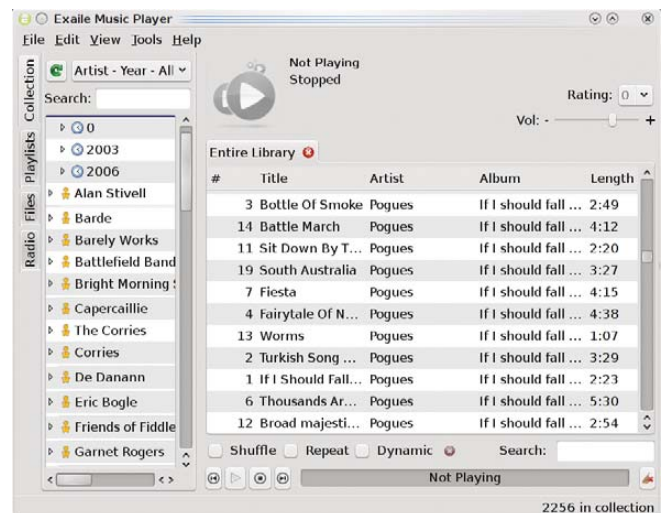 Exaile Music Player
File Edit View Tools Help
Collection
Playlists
Files
Radio
Artist - Year - All
Search:
0
2003
2006
Alan Stivell
Barde
Barely Works
Battlefield Band
Bright Morning
Capercaillie
The Corries
Corries
De Danann
Eric Bogle
Friends of Fiddle
Garnet Rogers
Not Playing
Stopped
Rating: 0
Vol: - +
Entire Library
# Title Artist Album Length
3 Bottle Of Smoke Pogues If I should fall ... 2:49
14 Battle March Pogues If I should fall ... 4:12
11 Sit Down By T... Pogues If I should fall ... 2:20
19 South Australia Pogues If I should fall ... 3:27
7 Fiesta Pogues If I should fall ... 4:15
4 Fairytale Of N... Pogues If I should fall ... 4:38
13 Worms Pogues If I should fall ... 1:07
2 Turkish Song ... Pogues If I should fall ... 3:29
1 If I Should Fall... Pogues If I should fall ... 2:23
6 Thousands Ar... Pogues If I should fall ... 5:30
12 Broad majesti... Pogues If I should fall ... 2:54
Shuffle Repeat Dynamic Search:
Not Playing
2256 in collection